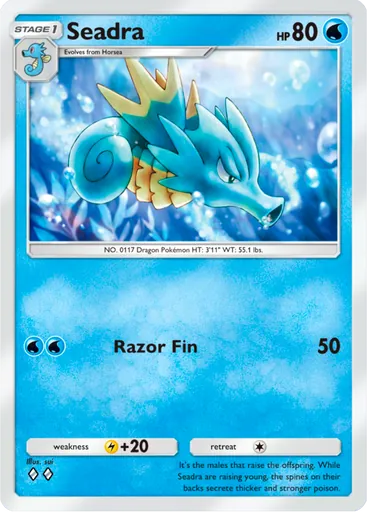 STAGE 1
Seadra
HP 80
Evolves from Horsea
NO. 0117 Dragon Pokémon HT: 3'11" WT: 55.1 lbs.
Razor Fin 50
weakness +20 retreat
Illus. sui
It's the males that raise the offspring. While
Seadra are raising young, the spines on their
backs secrete thicker and stronger poison.